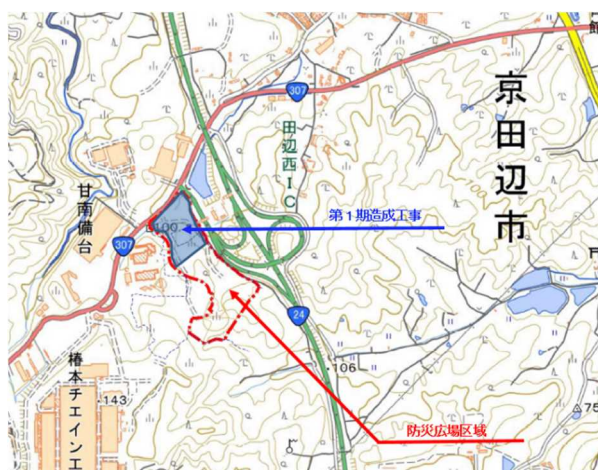 館
307
京田辺市
田辺西IC
甘南備台
第1期造成工事
100
307
24
・106
椿本チェインエ
・143
75
防災広場区域